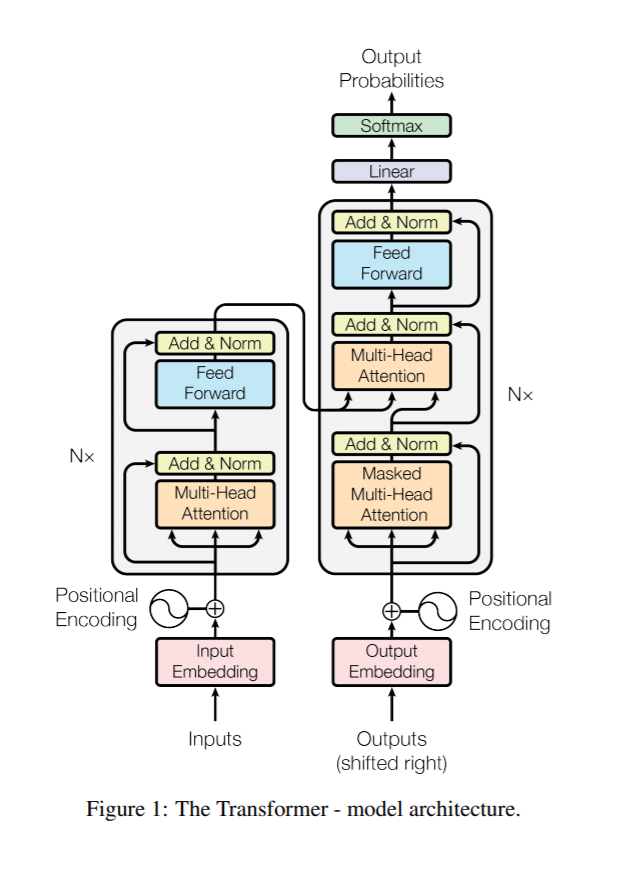 Output
Probabilities
Softmax
Linear
Add & Norm
Feed
Forward
Add & Norm
Multi-Head
Attention
Add & Norm
Masked
Multi-Head
Attention
Nx
Add & Norm
Feed
Forward
Add & Norm
Multi-Head
Attention
Nx
Positional
Encoding
Positional
Encoding
Input
Embedding
Output
Embedding
Inputs
Outputs
(shifted right)
Figure 1: The Transformer - model architecture.